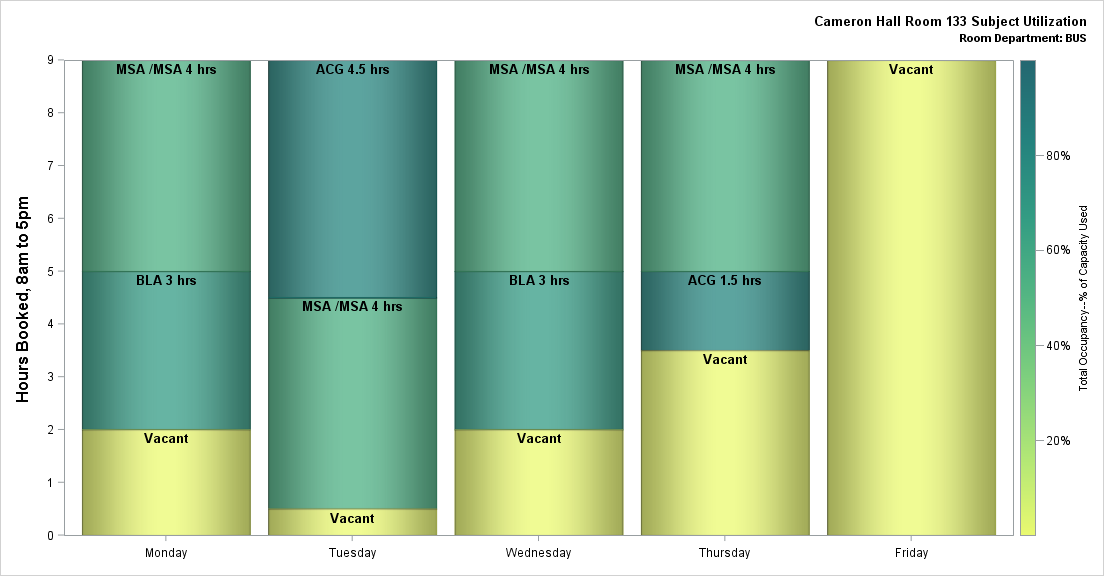 Cameron Hall Room 133 Subject Utilization
Room Department: BUS
Hours Booked, 8am to 5pm
9
8
7
6
5
4
3
2
1
0
MSA /MSA 4 hrs
BLA 3 hrs
Vacant
ACG 4.5 hrs
MSA /MSA 4 hrs
Vacant
MSA /MSA 4 hrs
BLA 3 hrs
Vacant
MSA /MSA 4 hrs
ACG 1.5 hrs
Vacant
Vacant
Monday
Tuesday
Wednesday
Thursday
Friday
80%
60%
40%
20%
Total Occupancy--% of Capacity Used